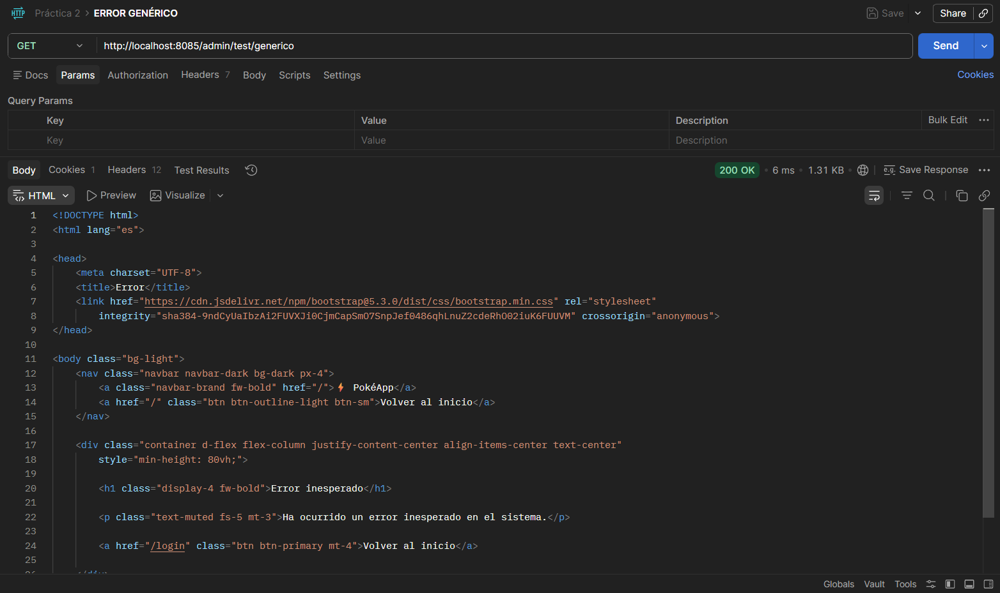 HTTP Práctica 2 > ERROR GENÉRICO Save Share
GET http://localhost:8085/admin/test/generico Send
Docs Params Authorization Headers 7 Body Scripts Settings Cookies
Query Params
Key Value Description Bulk Edit
Key Value Description
Body Cookies 1 Headers 12 Test Results 200 OK 6 ms 1.31 KB e.g. Save Response
HTML Preview Visualize
1 <!DOCTYPE html>
2 <html lang="es">
3
4 <head>
5 <meta charset="UTF-8">
6 <title>Error</title>
7 <link href="https://cdn.jsdelivr.net/npm/bootstrap@5.3.0/dist/css/bootstrap.min.css" rel="stylesheet"
8 integrity="sha384-9ndCyUaIbzAi2FUVXJi0CjmCapSmO7SnpJef0486qhLnuZ2cdeRhO02iuK6FUUVM" crossorigin="anonymous">
9 </head>
10
11 <body class="bg-light">
12 <nav class="navbar navbar-dark bg-dark px-4">
13 <a class="navbar-brand fw-bold" href="/">⚡ PokéApp</a>
14 <a href="/" class="btn btn-outline-light btn-sm">Volver al inicio</a>
15 </nav>
16
17 <div class="container d-flex flex-column justify-content-center align-items-center text-center"
18 style="min-height: 80vh;">
19
20 <h1 class="display-4 fw-bold">Error inesperado</h1>
21
22 <p class="text-muted fs-5 mt-3">Ha ocurrido un error inesperado en el sistema.</p>
23
24 <a href="/login" class="btn btn-primary mt-4">Volver al inicio</a>
25
26 </div>
Globals Vault Tools